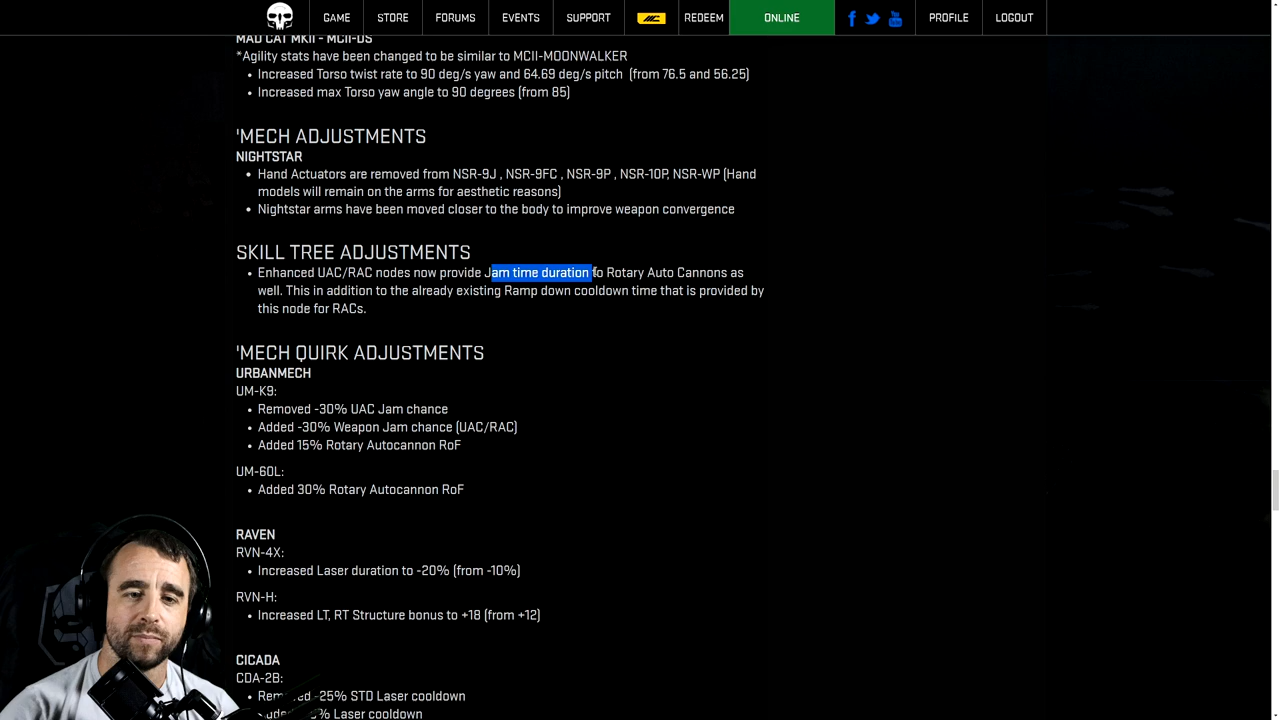 GAME STORE FORUMS EVENTS SUPPORT MC REDEEM ONLINE PROFILE LOGOUT
MAD CAT MKII - MCII-DS
*Agility stats have been changed to be similar to MCII-MOONWALKER
• Increased Torso twist rate to 90 deg/s yaw and 64.69 deg/s pitch (from 76.5 and 56.25)
• Increased max Torso yaw angle to 90 degrees (from 85)
'MECH ADJUSTMENTS
NIGHTSTAR
• Hand Actuators are removed from NSR-9J , NSR-9FC , NSR-9P , NSR-10P, NSR-WP (Hand
models will remain on the arms for aesthetic reasons)
• Nightstar arms have been moved closer to the body to improve weapon convergence
SKILL TREE ADJUSTMENTS
• Enhanced UAC/RAC nodes now provide Jam time duration to Rotary Auto Cannons as
well. This in addition to the already existing Ramp down cooldown time that is provided by
this node for RACs.
'MECH QUIRK ADJUSTMENTS
URBANMECH
UM-K9:
• Removed -30% UAC Jam chance
• Added -30% Weapon Jam chance (UAC/RAC)
• Added 15% Rotary Autocannon RoF
UM-60L:
• Added 30% Rotary Autocannon RoF
RAVEN
RVN-4X:
• Increased Laser duration to -20% (from -10%)
RVN-H:
• Increased LT, RT Structure bonus to +18 (from +12)
CICADA
CDA-2B:
-25% STD Laser cooldown
Laser cooldown